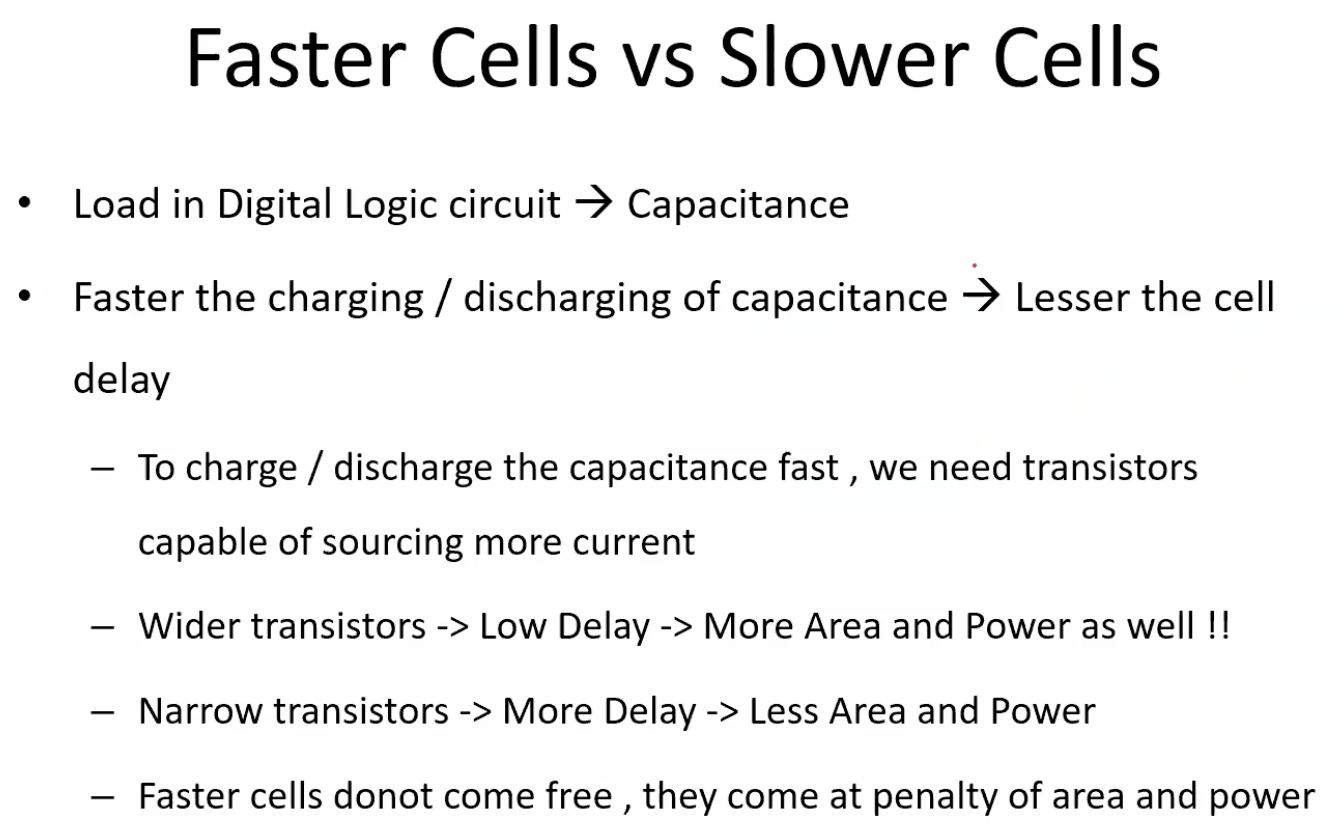 Faster Cells vs Slower Cells
• Load in Digital Logic circuit → Capacitance
• Faster the charging / discharging of capacitance → Lesser the cell
delay
– To charge / discharge the capacitance fast , we need transistors
capable of sourcing more current
– Wider transistors -> Low Delay -> More Area and Power as well !!
– Narrow transistors -> More Delay -> Less Area and Power
– Faster cells donot come free , they come at penalty of area and power